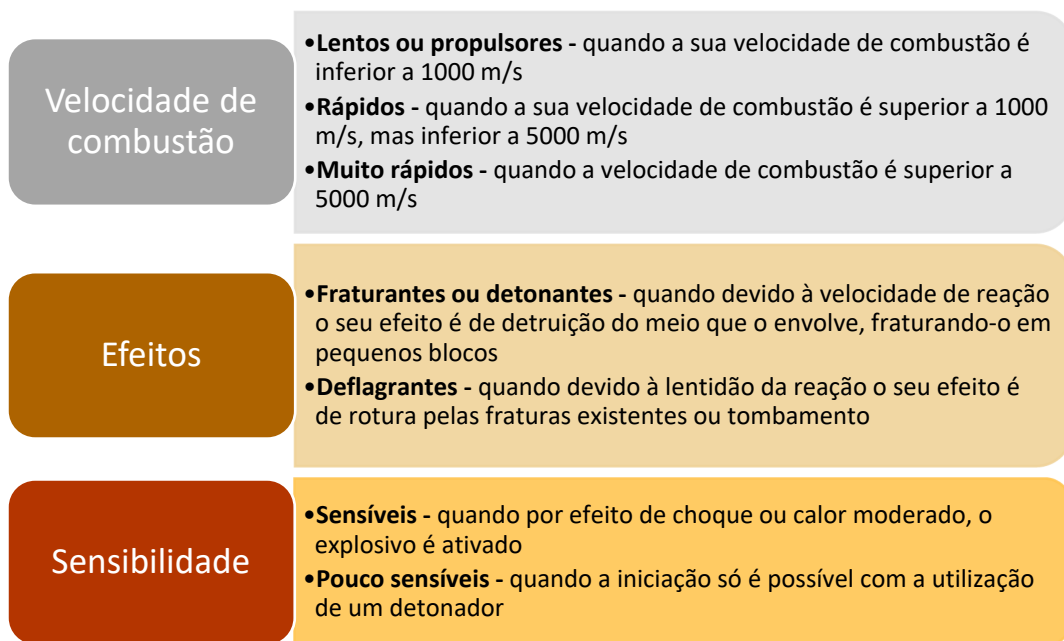 Velocidade de
combustão
•Lentos ou propulsores - quando a sua velocidade de combustão é
inferior a 1000 m/s
•Rápidos - quando a sua velocidade de combustão é superior a 1000
m/s, mas inferior a 5000 m/s
•Muito rápidos - quando a velocidade de combustão é superior a
5000 m/s
Efeitos
•Fraturantes ou detonantes - quando devido à velocidade de reação
o seu efeito é de detruição do meio que o envolve, fraturando-o em
pequenos blocos
•Deflagrantes - quando devido à lentidão da reação o seu efeito é
de rotura pelas fraturas existentes ou tombamento
Sensibilidade
•Sensíveis - quando por efeito de choque ou calor moderado, o
explosivo é ativado
•Pouco sensíveis - quando a iniciação só é possível com a utilização
de um detonador